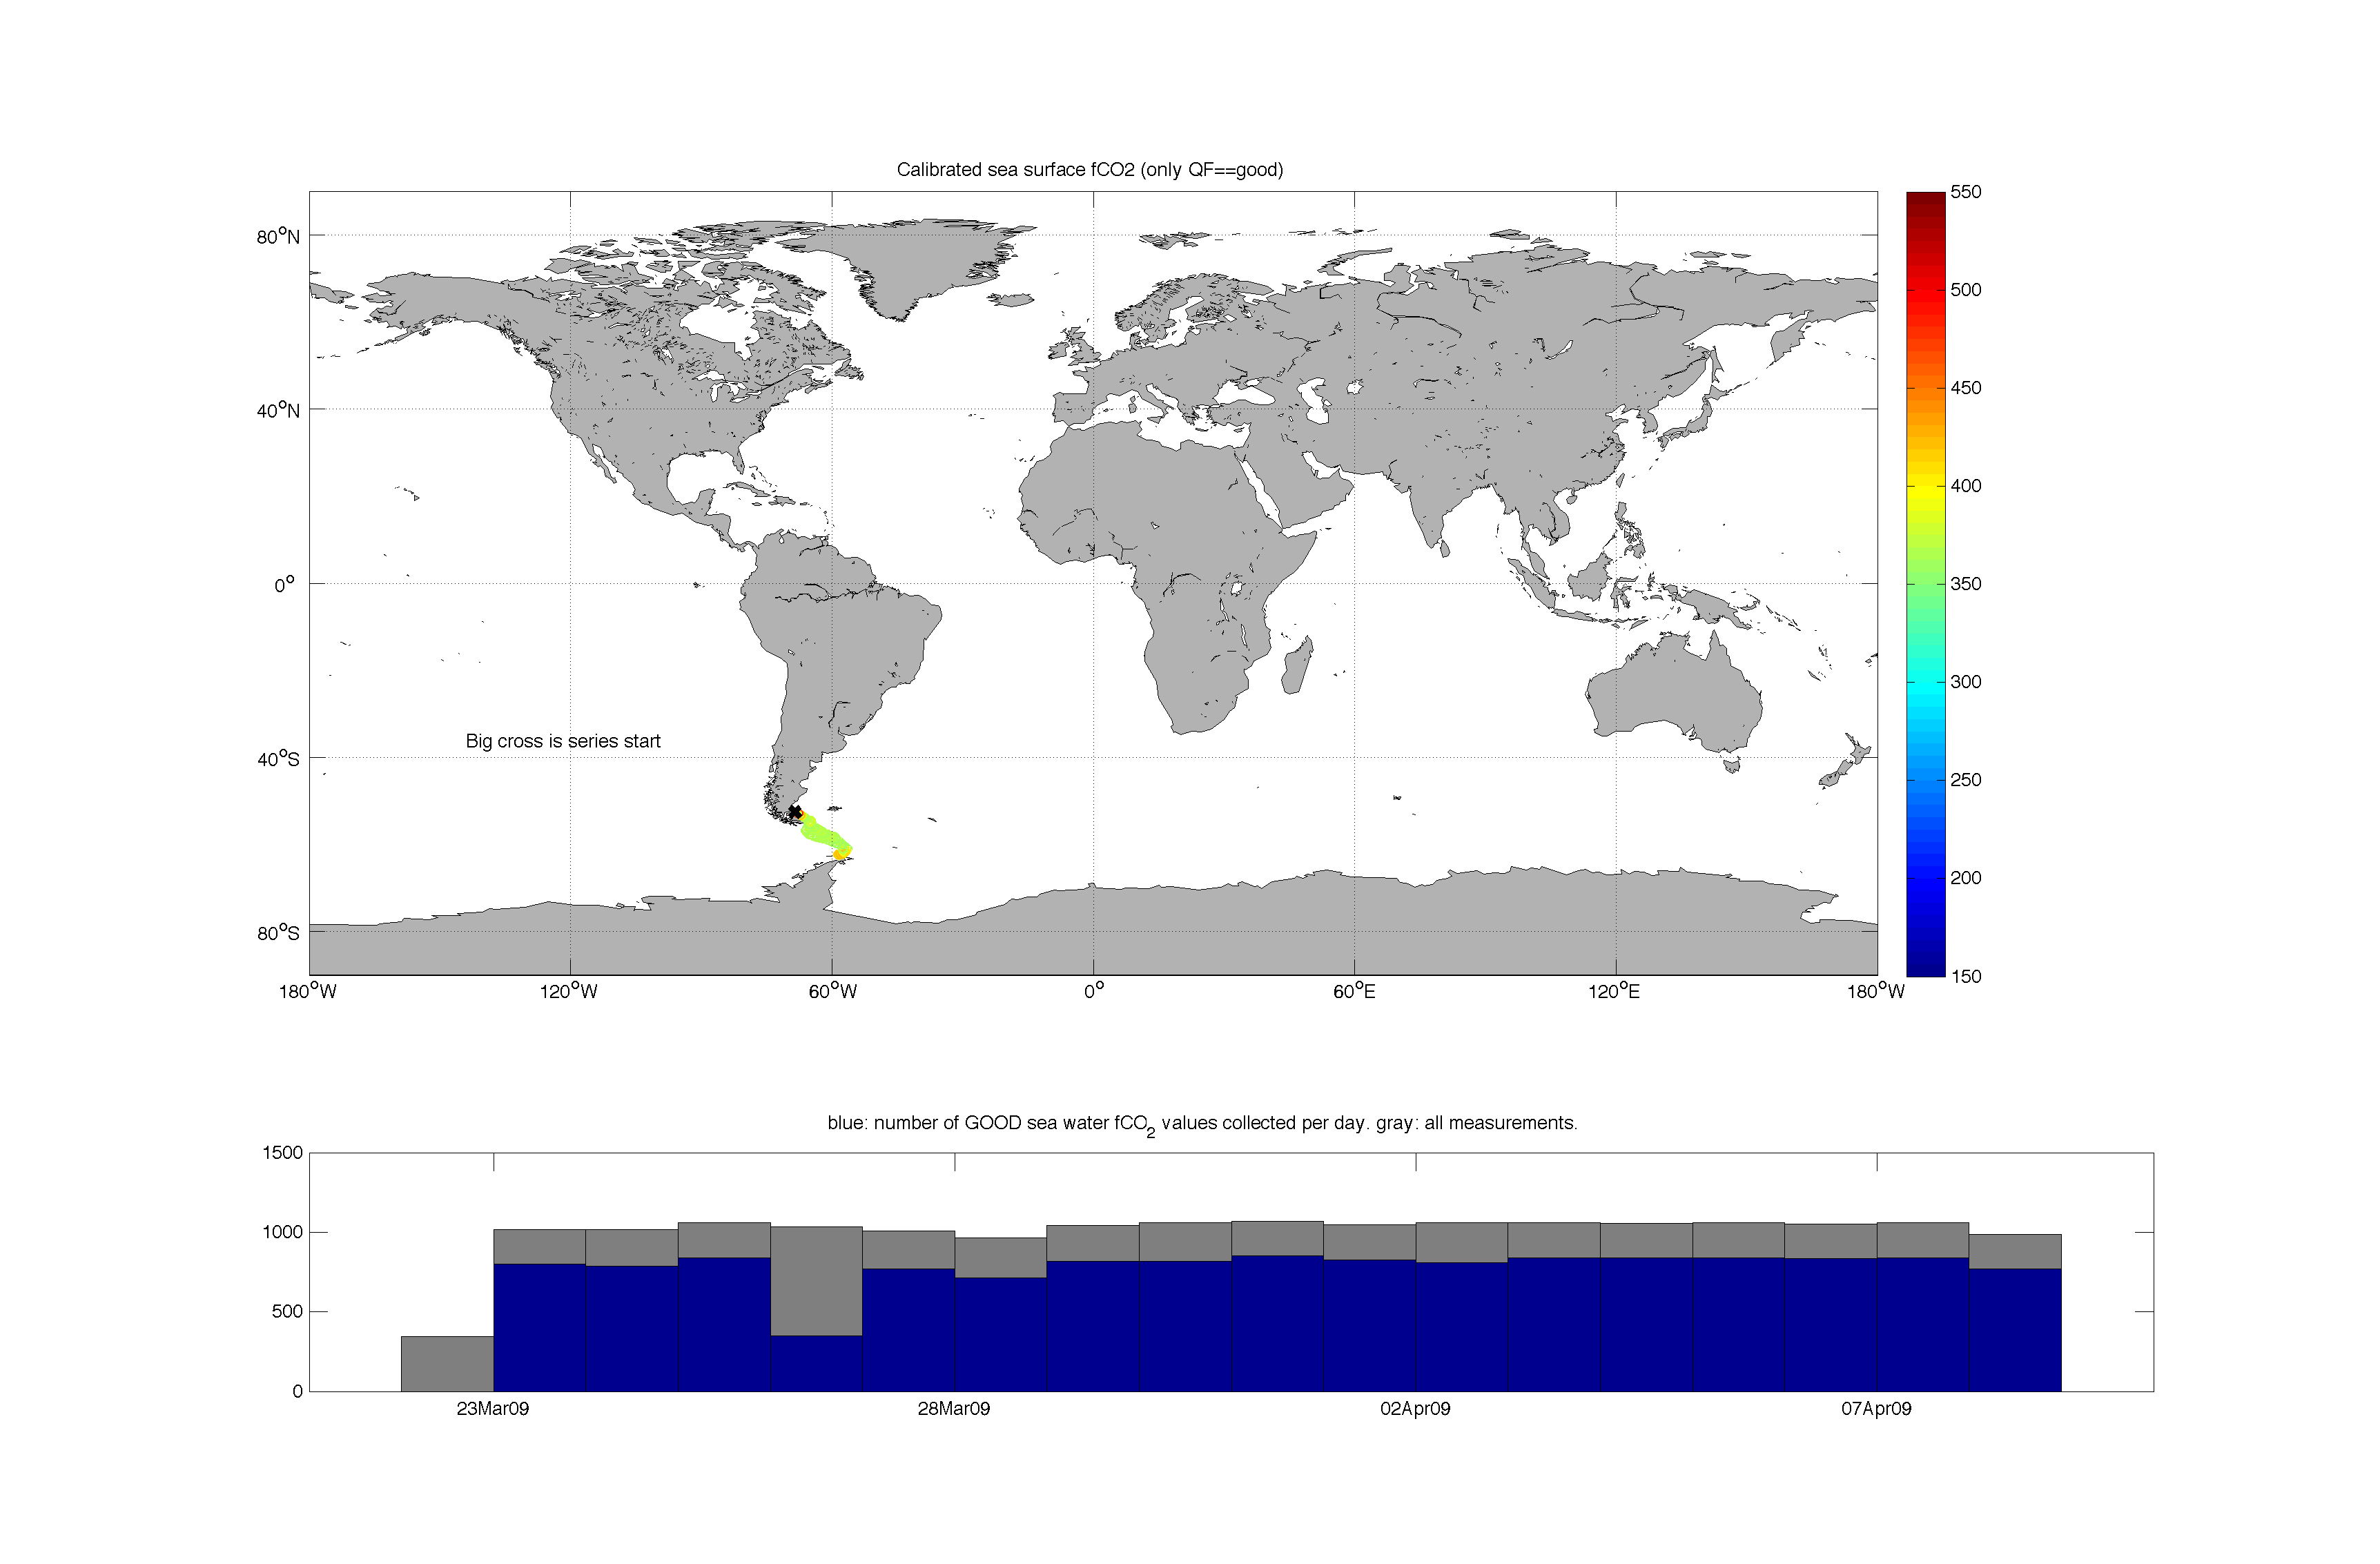 Calibrated sea surface fCO2 (only QF==good)
80°N
40°N
0°
40°S
80°S
Big cross is series start
180°W 120°W 60°W 0° 60°E 120°E 180°W
550
500
450
400
350
300
250
200
150
blue: number of GOOD sea water fCO₂ values collected per day. gray: all measurements.
1500
1000
500
0
23Mar09 28Mar09 02Apr09 07Apr09